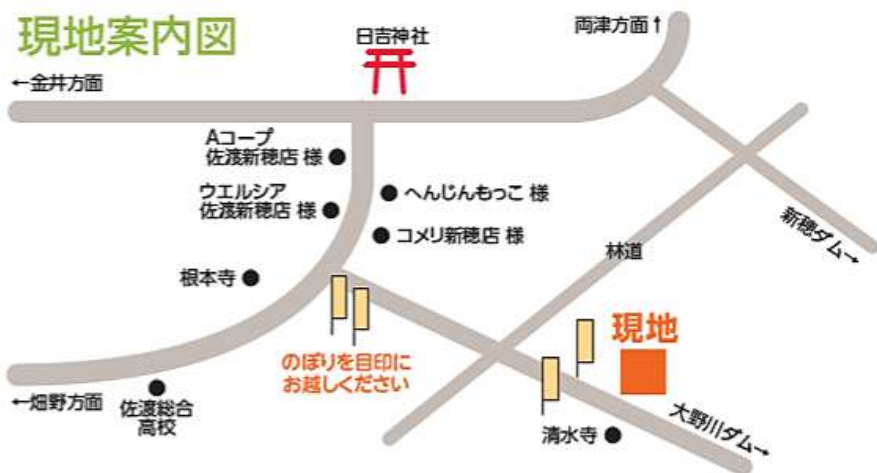 現地案内図
日吉神社
両津方面↑
←金井方面
Aコープ
佐渡新穂店 様
ウエルシア
佐渡新穂店 様
へんじんもっこ 様
コメリ新穂店 様
新穂ダム→
林道
根本寺
現地
のぼりを目印に
お越しください
←畑野方面
佐渡総合
高校
清水寺
大野川ダム→